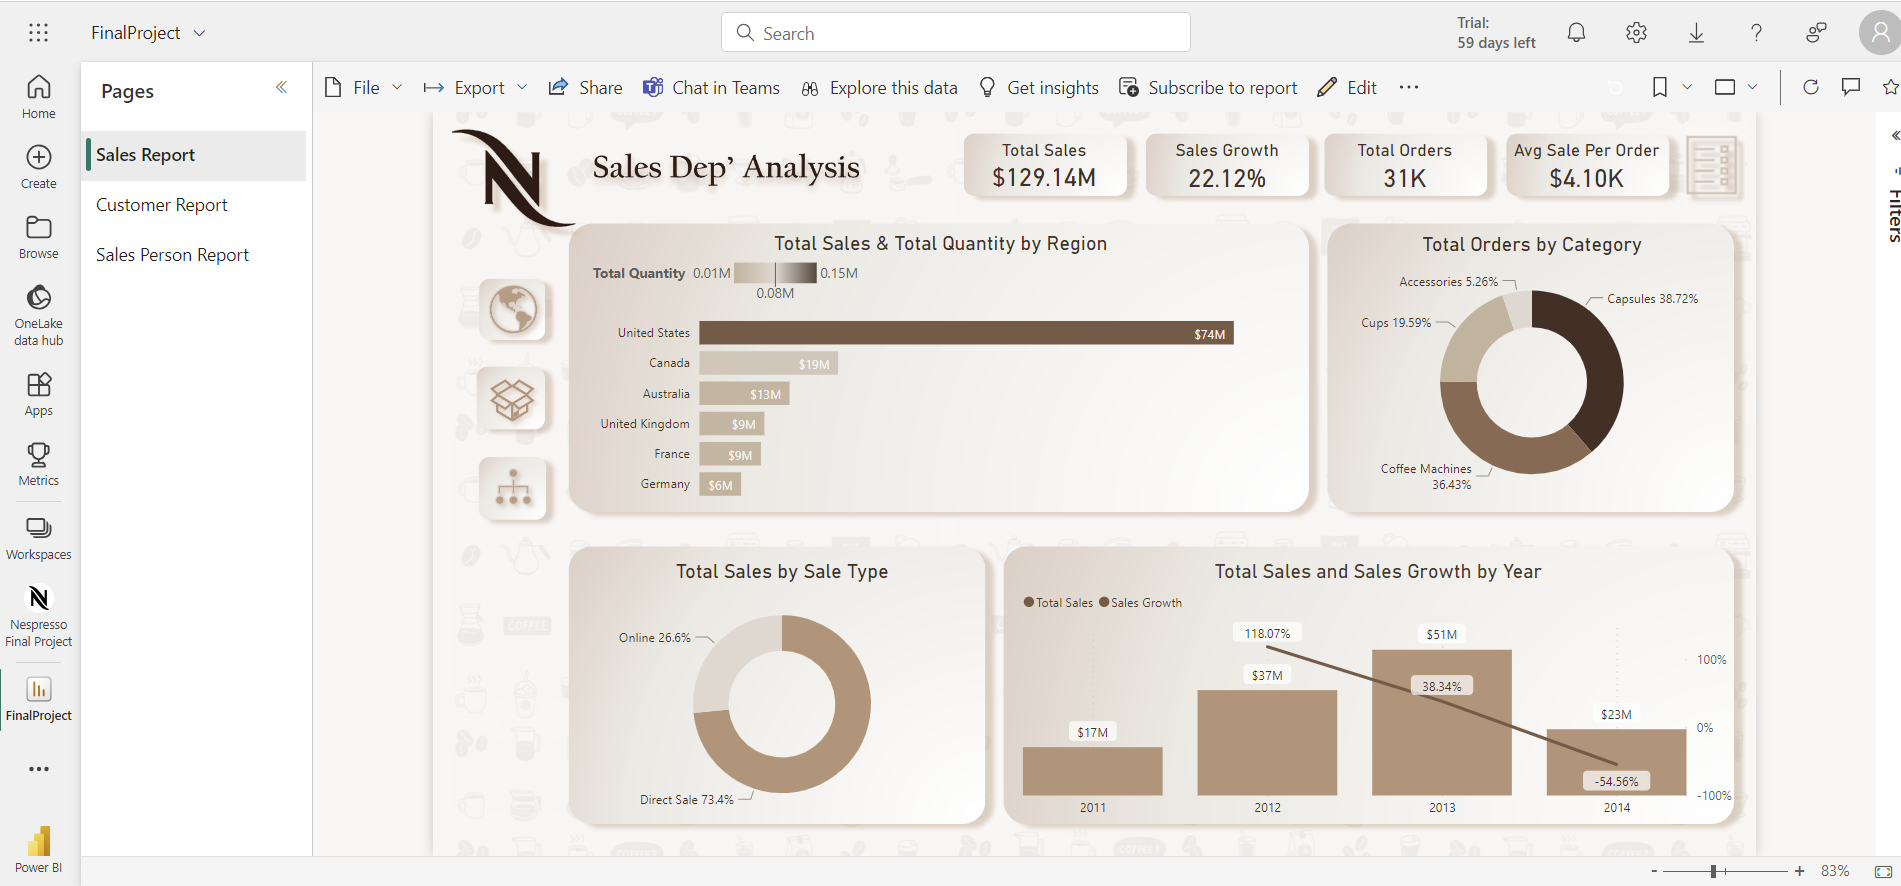 FinalProject
Search
Trial:
59 days left
Home
Create
Browse
OneLake
data hub
Apps
Metrics
Workspaces
Nespresso
Final Project
FinalProject
Power BI
Pages
Sales Report
Customer Report
Sales Person Report
File
Export
Share
Chat in Teams
Explore this data
Get insights
Subscribe to report
Edit
Filters
N
Sales Dep’ Analysis
Total Sales
$129.14M
Sales Growth
22.12%
Total Orders
31K
Avg Sale Per Order
$4.10K
Total Sales & Total Quantity by Region
Total Quantity 0.01M 0.15M
0.08M
United States $74M
Canada $19M
Australia $13M
United Kingdom $9M
France $9M
Germany $6M
Total Orders by Category
Accessories 5.26%
Capsules 38.72%
Cups 19.59%
Coffee Machines
36.43%
Total Sales by Sale Type
Online 26.6%
Direct Sale 73.4%
COFFEE
Total Sales and Sales Growth by Year
Total Sales Sales Growth
118.07%
$51M
100%
$37M
38.34%
$23M
0%
$17M
-54.56%
-100%
2011 2012 2013 2014
- + 83%